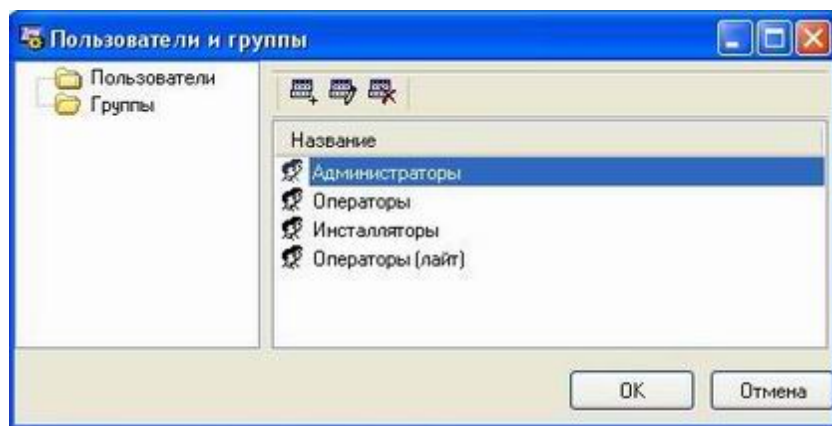 Пользователи и группы
Пользователи
Группы
Название
Администраторы
Операторы
Инсталляторы
Операторы (лайт)
OK
Отмена